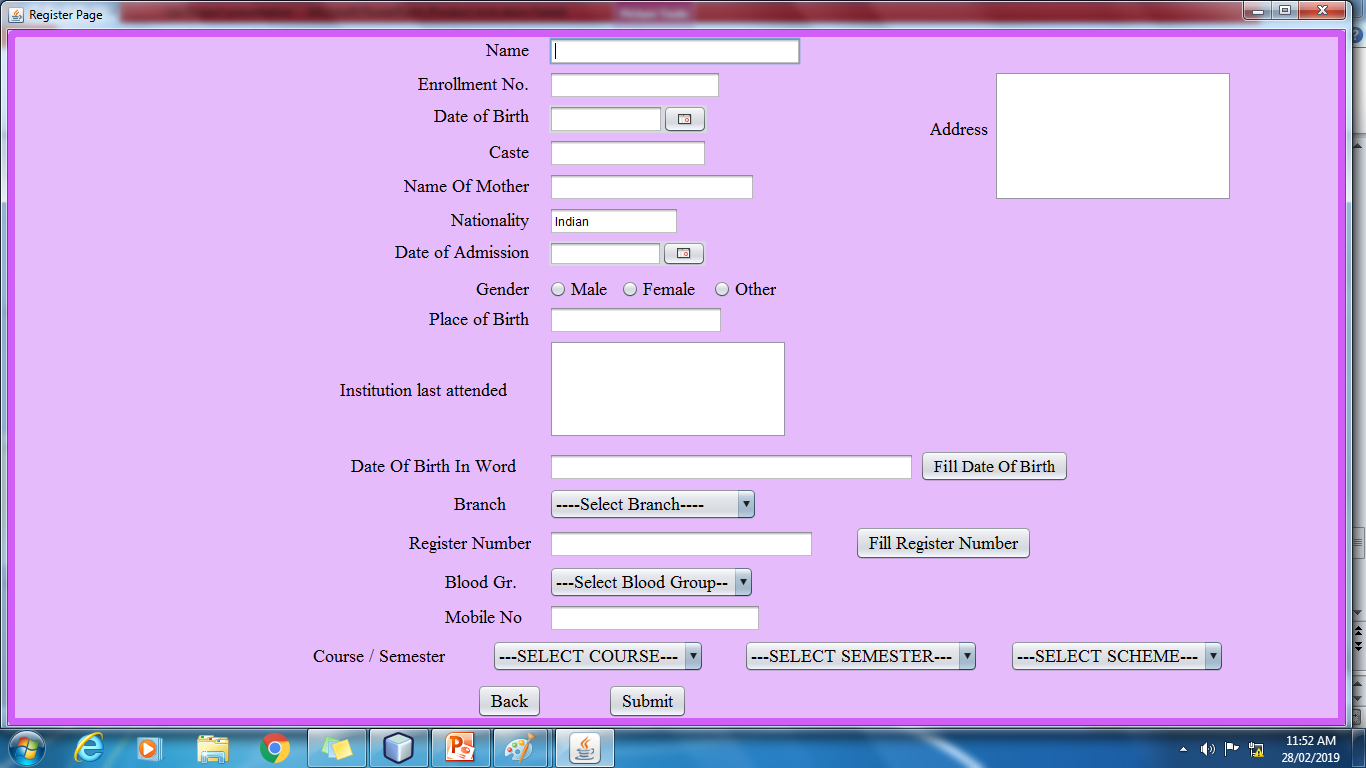 Register Page
Name
Enrollment No.
Date of Birth
Address
Caste
Name Of Mother
Nationality Indian
Date of Admission
Gender Male Female Other
Place of Birth
Institution last attended
Date Of Birth In Word Fill Date Of Birth
Branch ----Select Branch----
Register Number Fill Register Number
Blood Gr. ---Select Blood Group--
Mobile No
Course / Semester ---SELECT COURSE--- ---SELECT SEMESTER--- ---SELECT SCHEME---
Back Submit
11:52 AM
28/02/2019